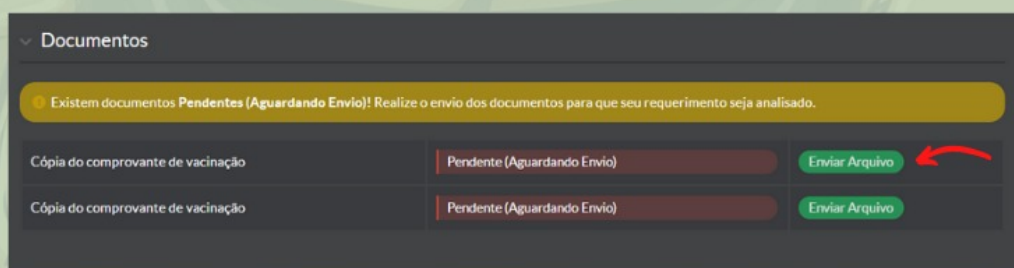 Documentos
Existem documentos Pendentes (Aguardando Envio)! Realize o envio dos documentos para que seu requerimento seja analisado.
Cópia do comprovante de vacinação Pendente (Aguardando Envio) Enviar Arquivo
Cópia do comprovante de vacinação Pendente (Aguardando Envio) Enviar Arquivo